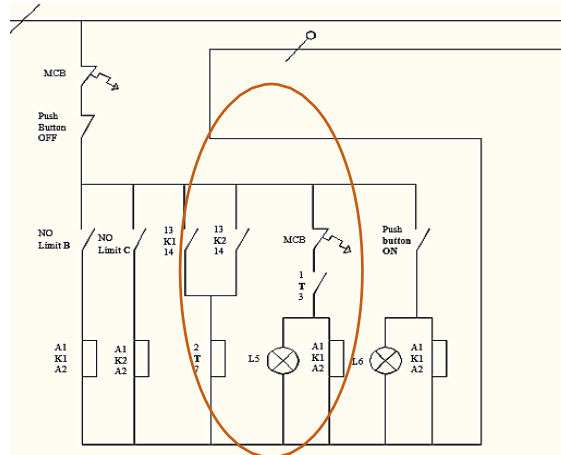 MCB
Push
Button
OFF
NO
Limit B
NO
Limit C
13
K1
14
13
K2
14
MCB
1
T
3
Push
button
ON
A1
K1
A2
A1
K2
A2
2
T
7
L5
A1
K1
A2
L6
A1
K1
A2